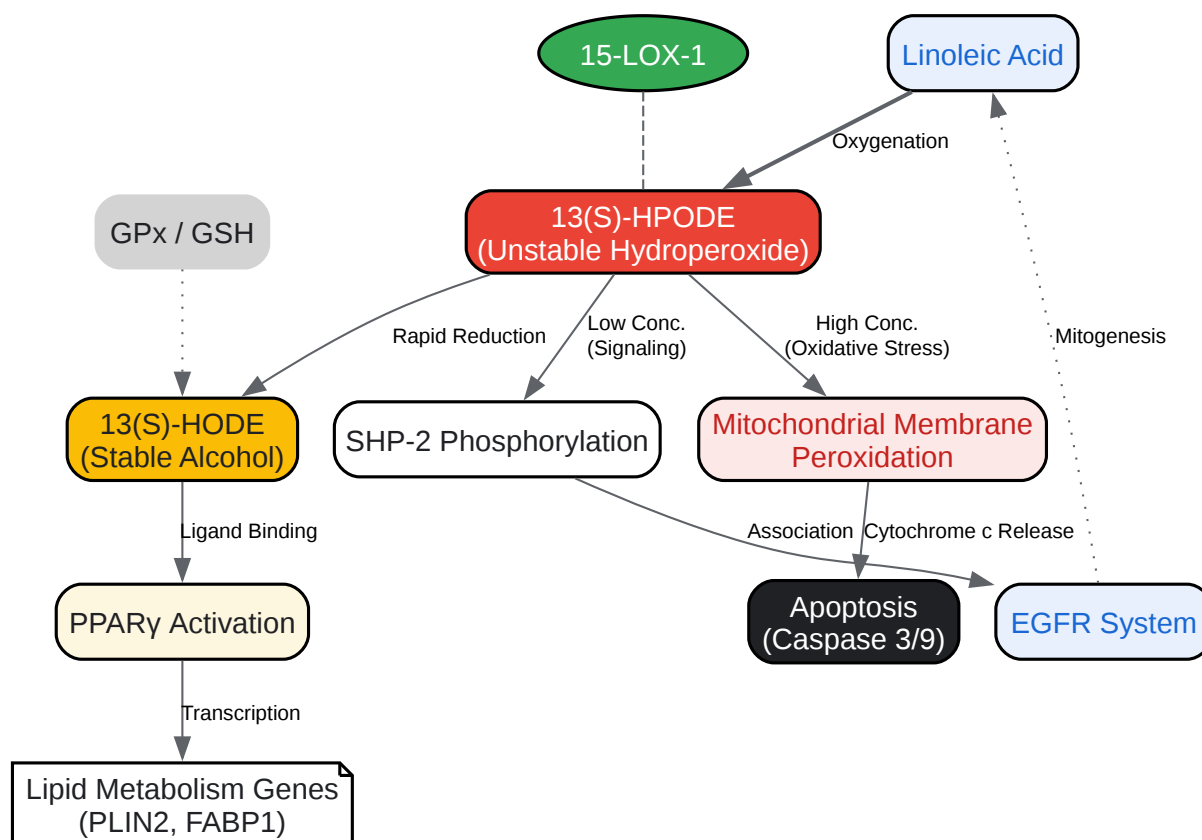 15-LOX-1
Linoleic Acid
Oxygenation
13(S)-HPODE
(Unstable Hydroperoxide)
GPx / GSH
Rapid Reduction
Low Conc.
(Signaling)
High Conc.
(Oxidative Stress)
Mitogenesis
13(S)-HODE
(Stable Alcohol)
SHP-2 Phosphorylation
Mitochondrial Membrane
Peroxidation
Ligand Binding
Association
Cytochrome c Release
PPARγ Activation
Apoptosis
(Caspase 3/9)
EGFR System
Transcription
Lipid Metabolism Genes
(PLIN2, FABP1)